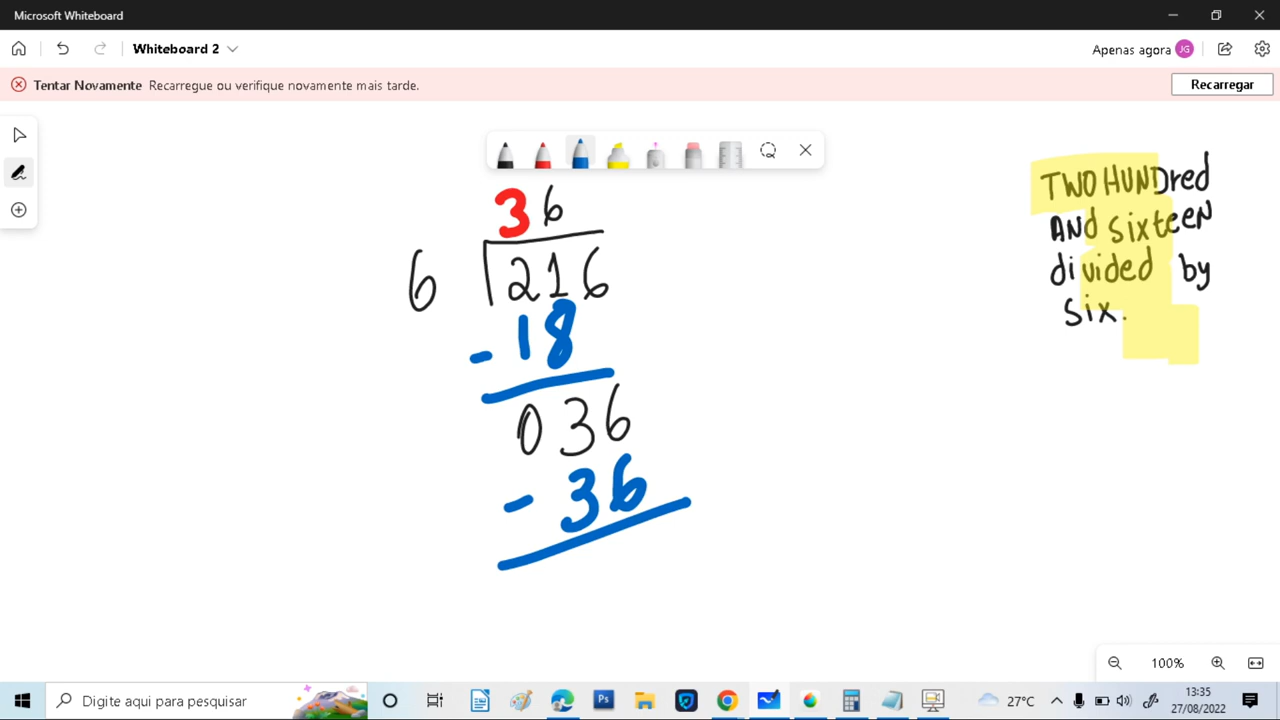 Microsoft Whiteboard
Whiteboard 2
Apenas agora JG
Tentar Novamente Recarregue ou verifique novamente mais tarde.
Recarregar
36
6 216
- 18
036
- 36
TWO HUNDred
ANd sixteeN
divided by
six.
100%
Digite aqui para pesquisar
Ps
27°C
13:35
27/08/2022